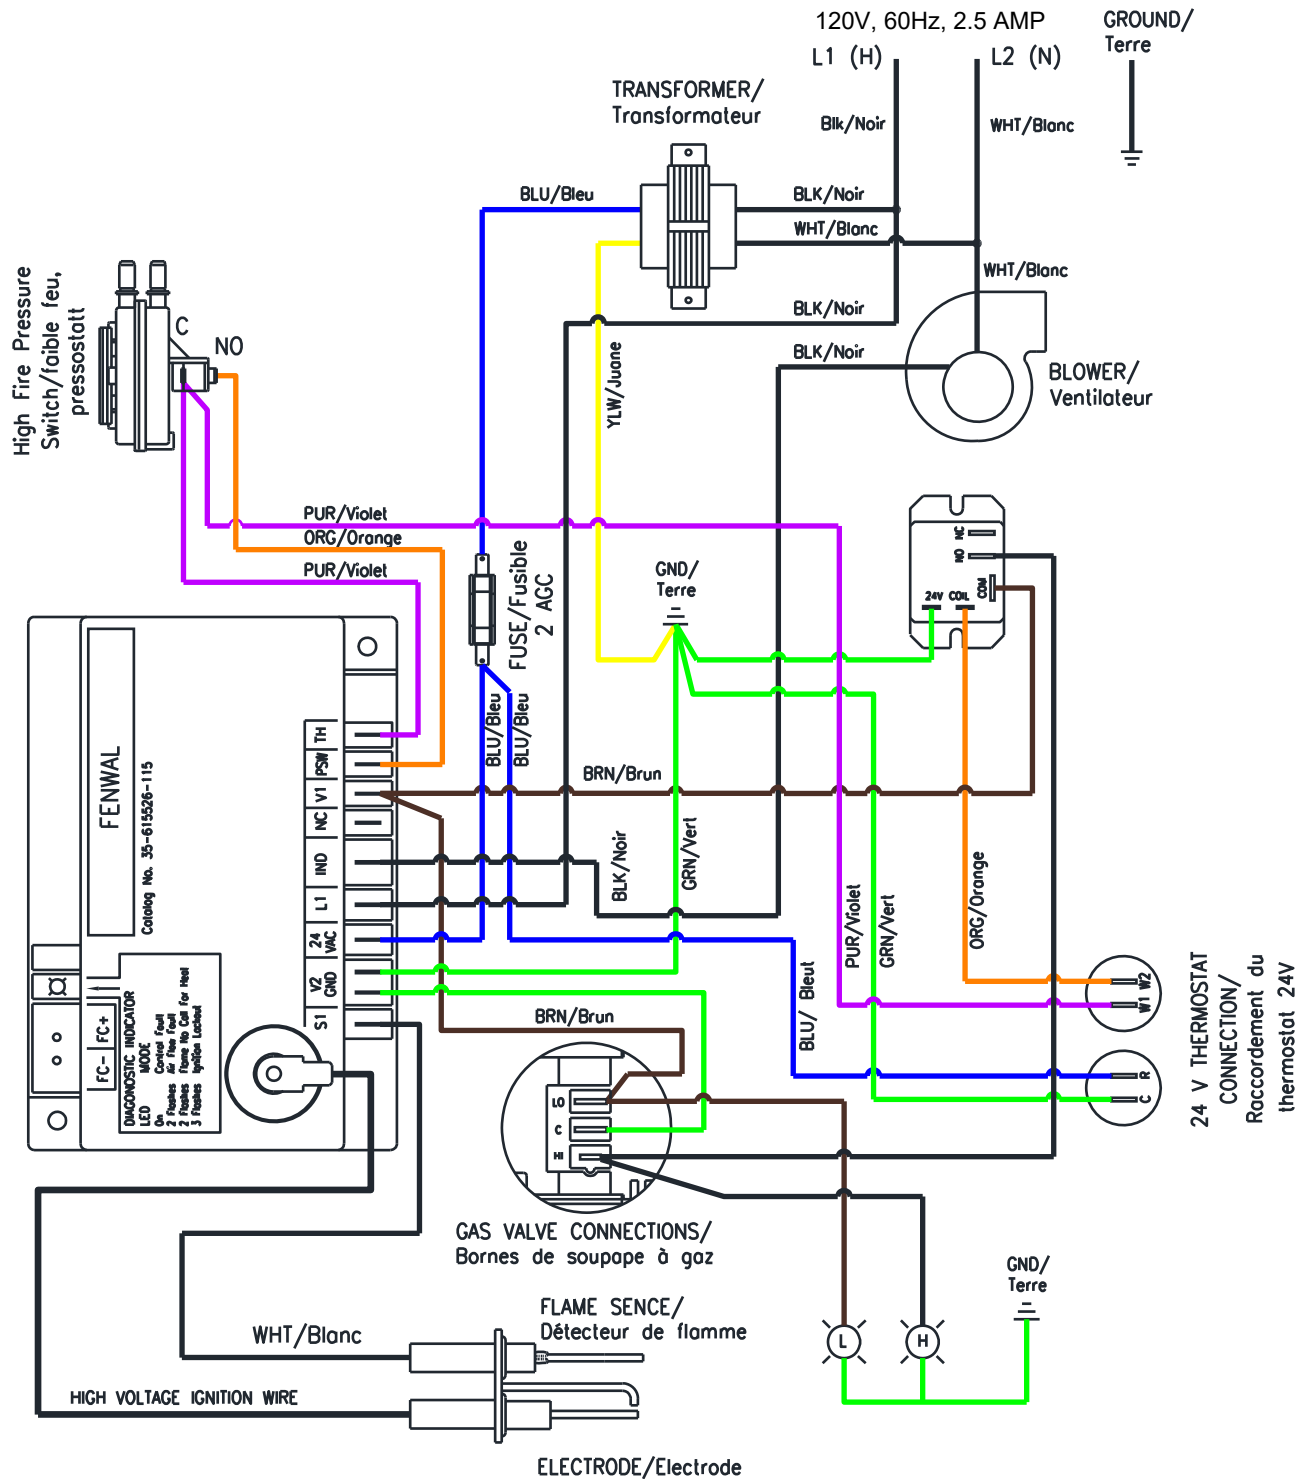 120V, 60Hz, 2.5 AMP
L1 (H)
L2 (N)
GROUND/
Terre
TRANSFORMER/
Transformateur
Blk/Noir
WHT/Blanc
BLU/Bleu
BLK/Noir
WHT/Blanc
WHT/Blanc
BLK/Noir
BLK/Noir
YLW/Juane
BLOWER/
Ventilateur
High Fire Pressure
Switch/faible feu,
pressostatt
C
NO
PUR/Violet
ORG/Orange
PUR/Violet
FUSE/Fusible
2 AGC
GND/
Terre
NC
NO
COM
24V COIL
BLU/Bleu
BLU/Bleu
BRN/Brun
FENWAL
Catalog No. 35-615526-115
TH
PSW
V1
NC
IND
L1
24
VAC
V2
GND
S1
BLK/Noir
GRN/Vert
PUR/Violet
GRN/Vert
ORG/Orange
BLU/ Bleut
BRN/Brun
FC+
FC-
DIAGONOSTIC INDICATOR
LED MODE
On Control Fault
2 Flashes Air Flow Fault
2 Flashes Flame No Call for Heat
3 Flashes Ignition Lockout
W2
W1
R
C
24 V THERMOSTAT
CONNECTION/
Raccordement du
thermostat 24V
LO
C
HI
GAS VALVE CONNECTIONS/
Bornes de soupape à gaz
GND/
Terre
L
H
FLAME SENCE/
Détecteur de flamme
WHT/Blanc
HIGH VOLTAGE IGNITION WIRE
ELECTRODE/Electrode